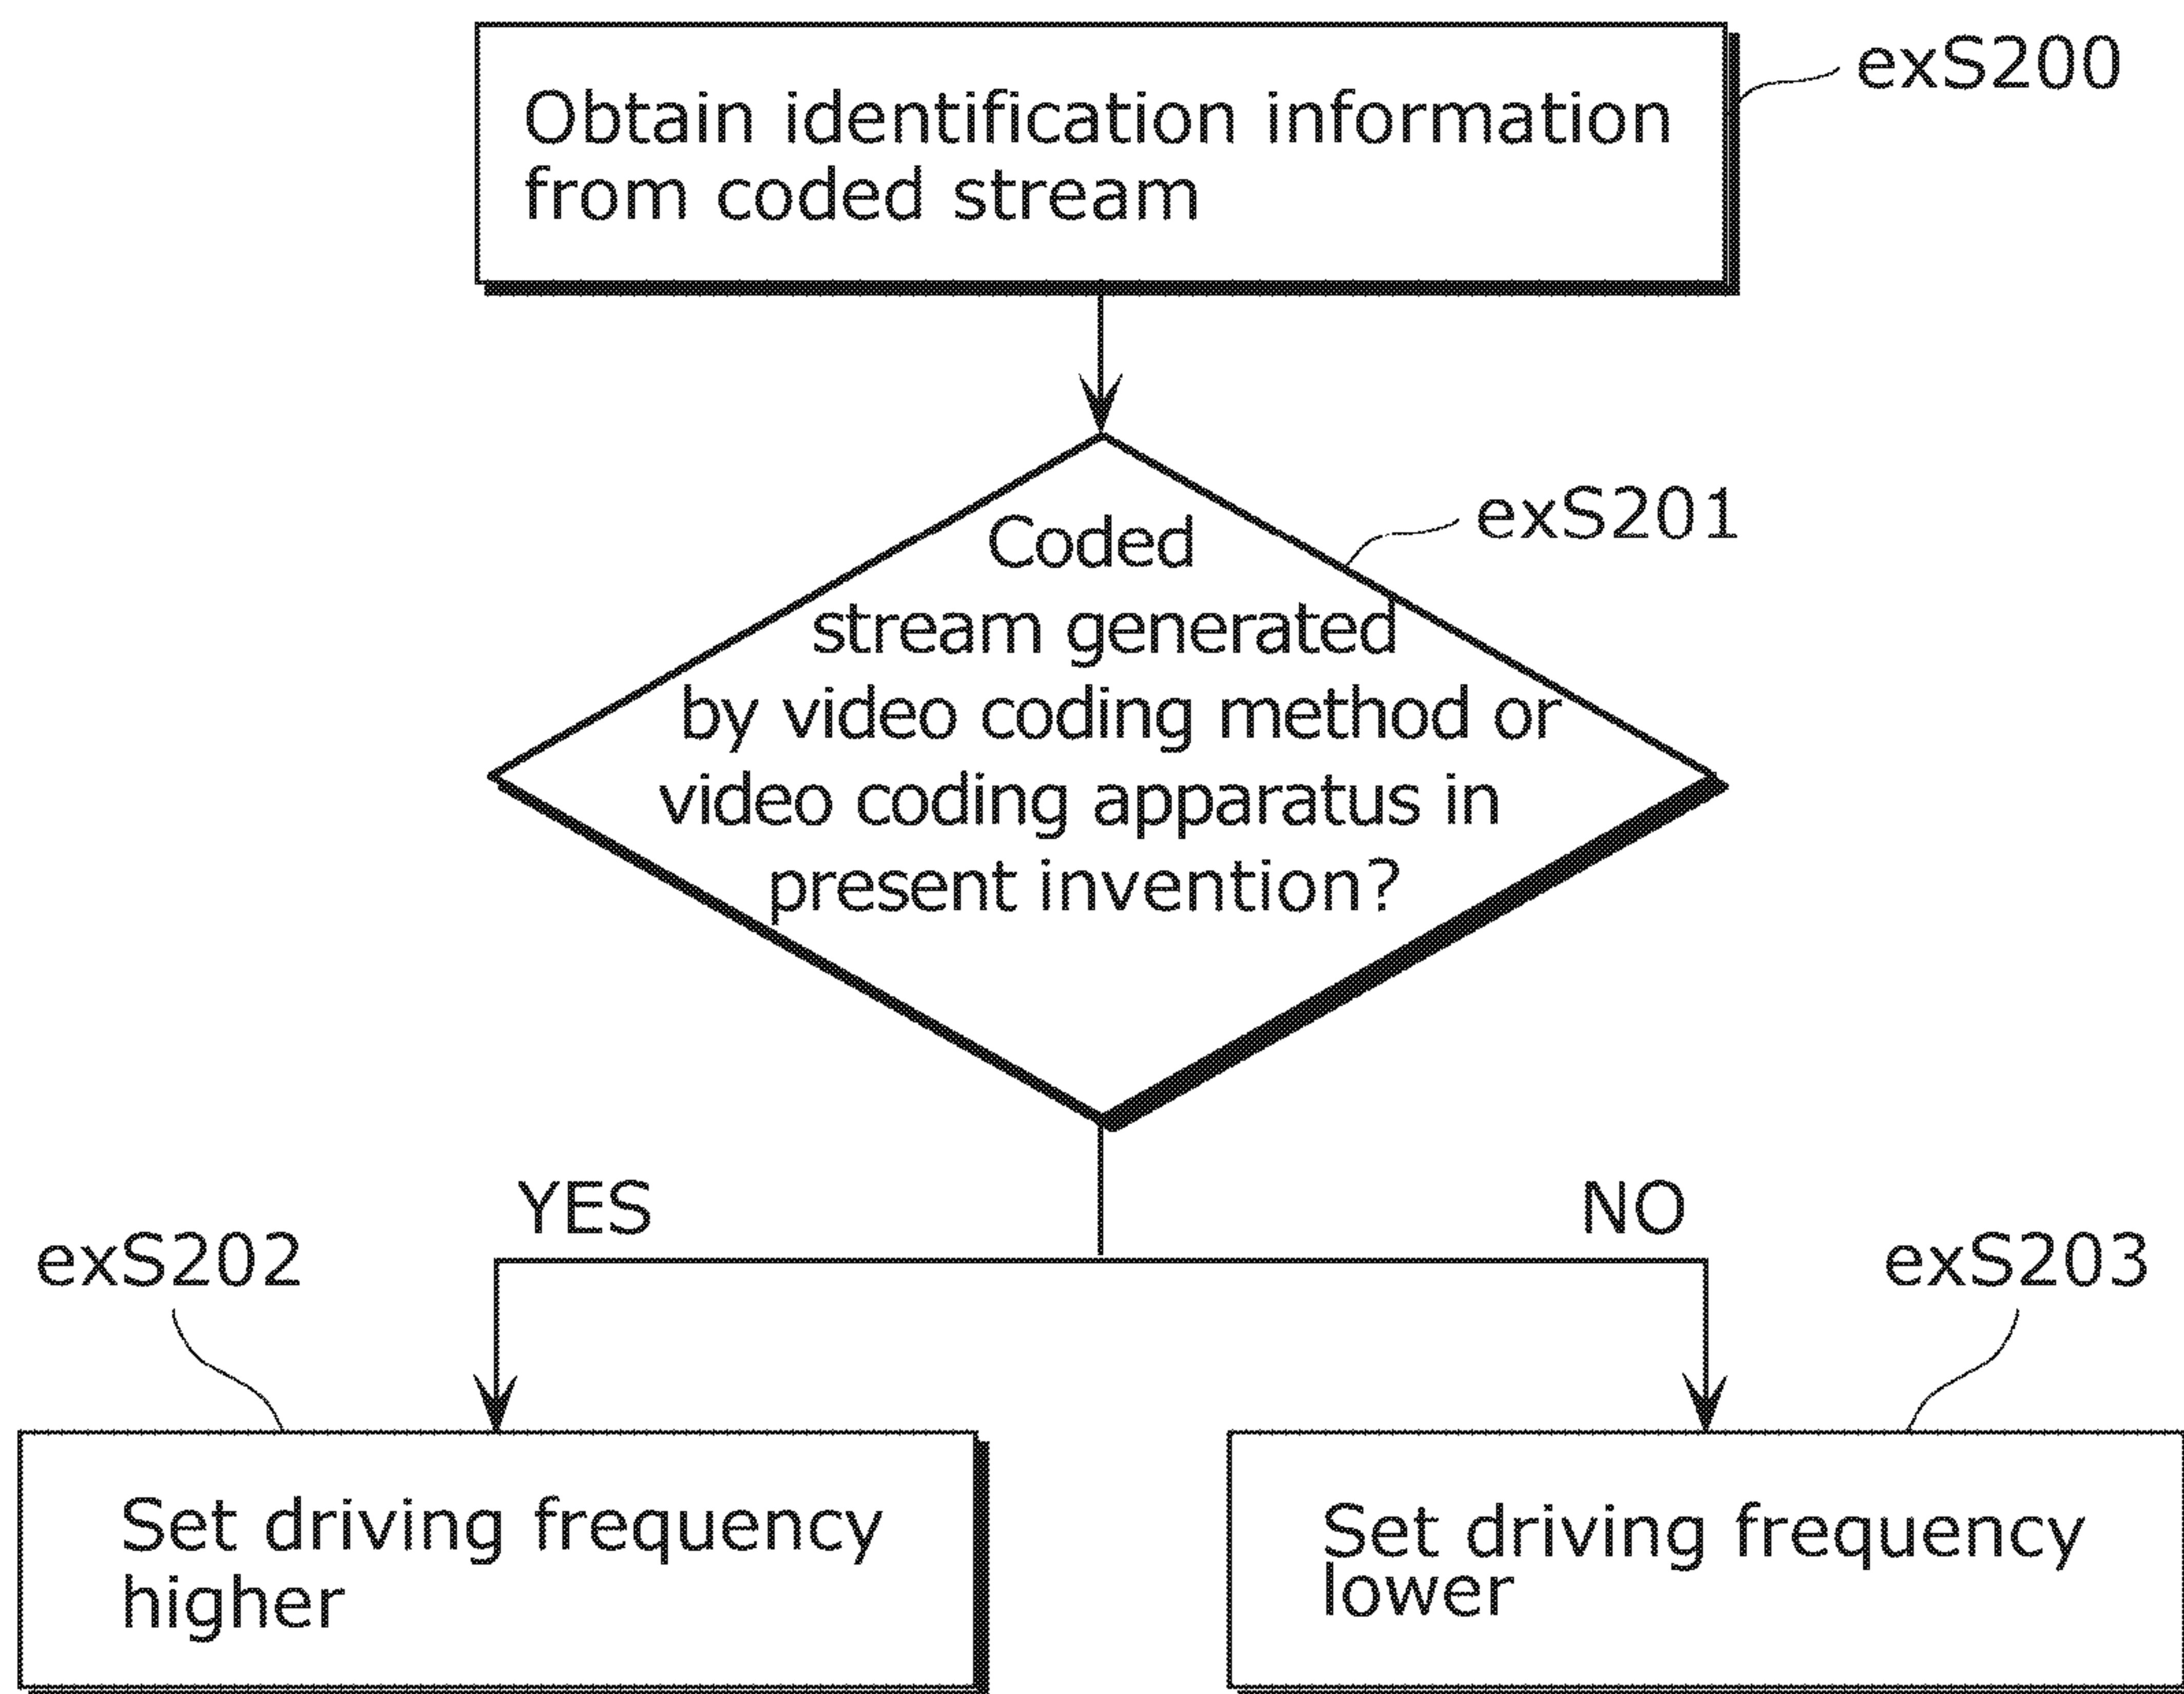 exS200
Obtain identification information
from coded stream
exS201
Coded
stream generated
by video coding method or
video coding apparatus in
present invention?
YES
NO
exS202
exS203
Set driving frequency
higher
Set driving frequency
lower